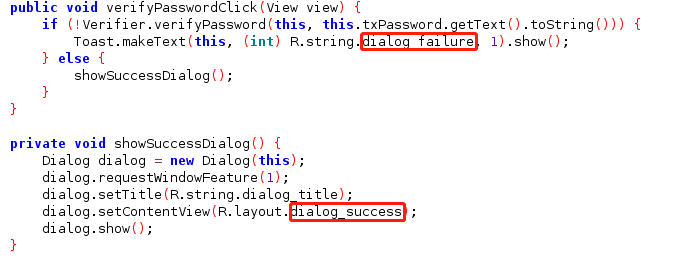 public void verifyPasswordClick(View view) {
    if (!Verifier.verifyPassword(this, this.txPassword.getText().toString())) {
        Toast.makeText(this, (int) R.string.dialog_failure, 1).show();
    } else {
        showSuccessDialog();
    }
}

private void showSuccessDialog() {
    Dialog dialog = new Dialog(this);
    dialog.requestWindowFeature(1);
    dialog.setTitle(R.string.dialog_title);
    dialog.setContentView(R.layout.dialog_success);
    dialog.show();
}